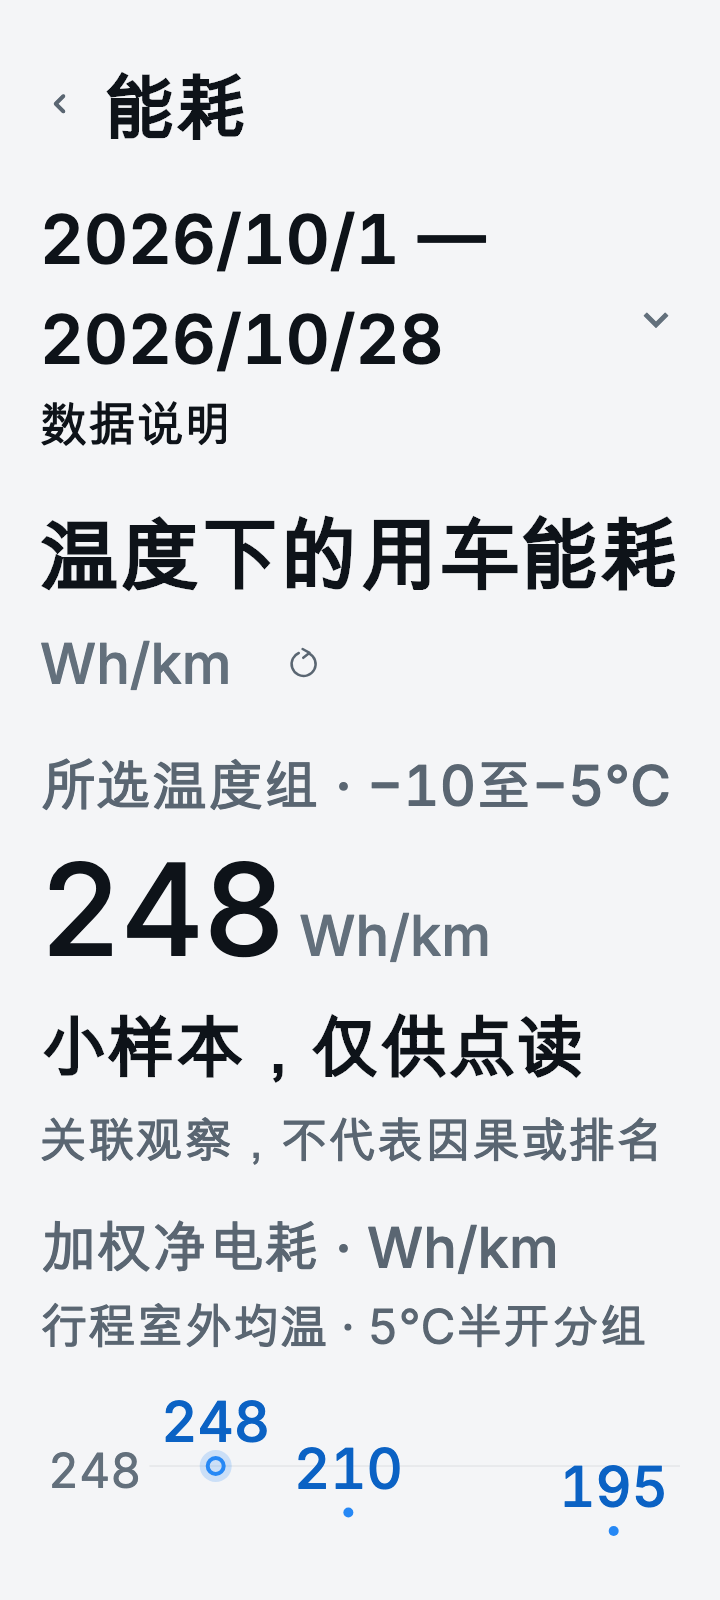 能耗
2026/10/1 —
2026/10/28
数据说明
温度下的用车能耗
Wh/km
所选温度组 · −10至−5°C
248 Wh/km
小样本，仅供点读
关联观察，不代表因果或排名
加权净电耗 · Wh/km
行程室外均温 · 5°C半开分组
248
248
210
195